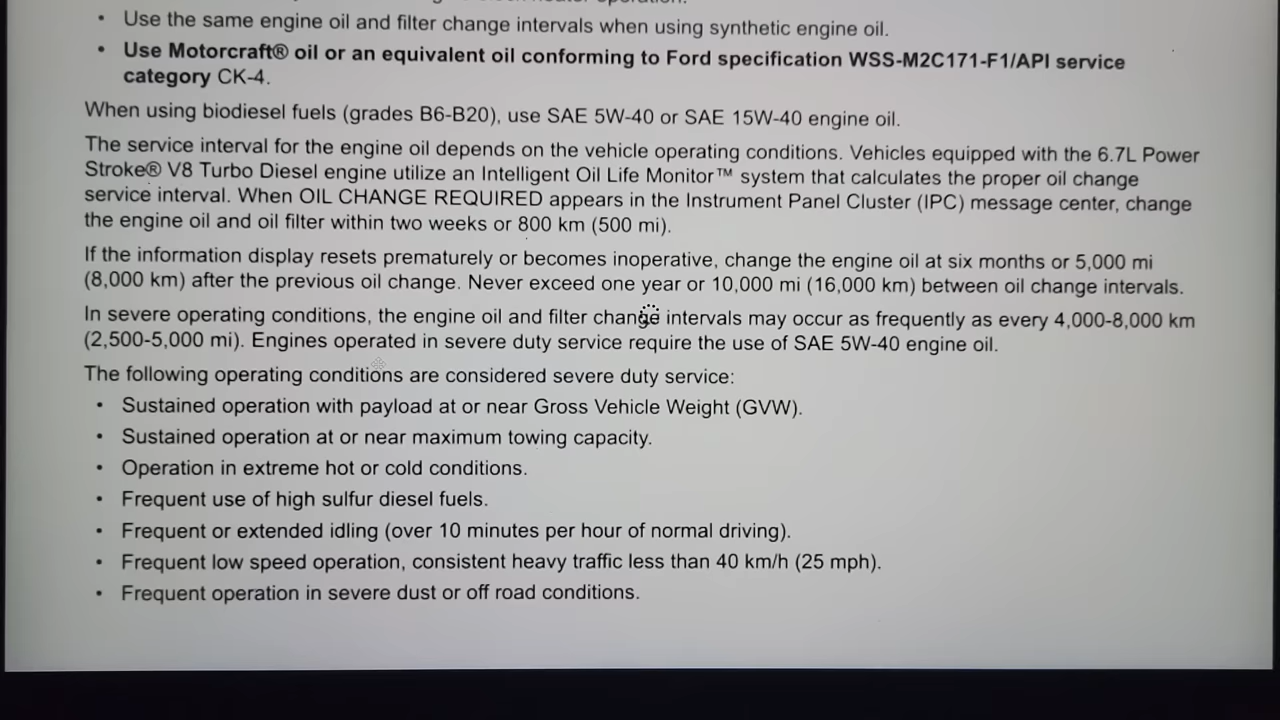 • Use the same engine oil and filter change intervals when using synthetic engine oil.
• Use Motorcraft® oil or an equivalent oil conforming to Ford specification WSS-M2C171-F1/API service
category CK-4.
When using biodiesel fuels (grades B6-B20), use SAE 5W-40 or SAE 15W-40 engine oil.
The service interval for the engine oil depends on the vehicle operating conditions. Vehicles equipped with the 6.7L Power
Stroke® V8 Turbo Diesel engine utilize an Intelligent Oil Life Monitor™ system that calculates the proper oil change
service interval. When OIL CHANGE REQUIRED appears in the Instrument Panel Cluster (IPC) message center, change
the engine oil and oil filter within two weeks or 800 km (500 mi).
If the information display resets prematurely or becomes inoperative, change the engine oil at six months or 5,000 mi
(8,000 km) after the previous oil change. Never exceed one year or 10,000 mi (16,000 km) between oil change intervals.
In severe operating conditions, the engine oil and filter change intervals may occur as frequently as every 4,000-8,000 km
(2,500-5,000 mi). Engines operated in severe duty service require the use of SAE 5W-40 engine oil.
The following operating conditions are considered severe duty service:
• Sustained operation with payload at or near Gross Vehicle Weight (GVW).
• Sustained operation at or near maximum towing capacity.
• Operation in extreme hot or cold conditions.
• Frequent use of high sulfur diesel fuels.
• Frequent or extended idling (over 10 minutes per hour of normal driving).
• Frequent low speed operation, consistent heavy traffic less than 40 km/h (25 mph).
• Frequent operation in severe dust or off road conditions.